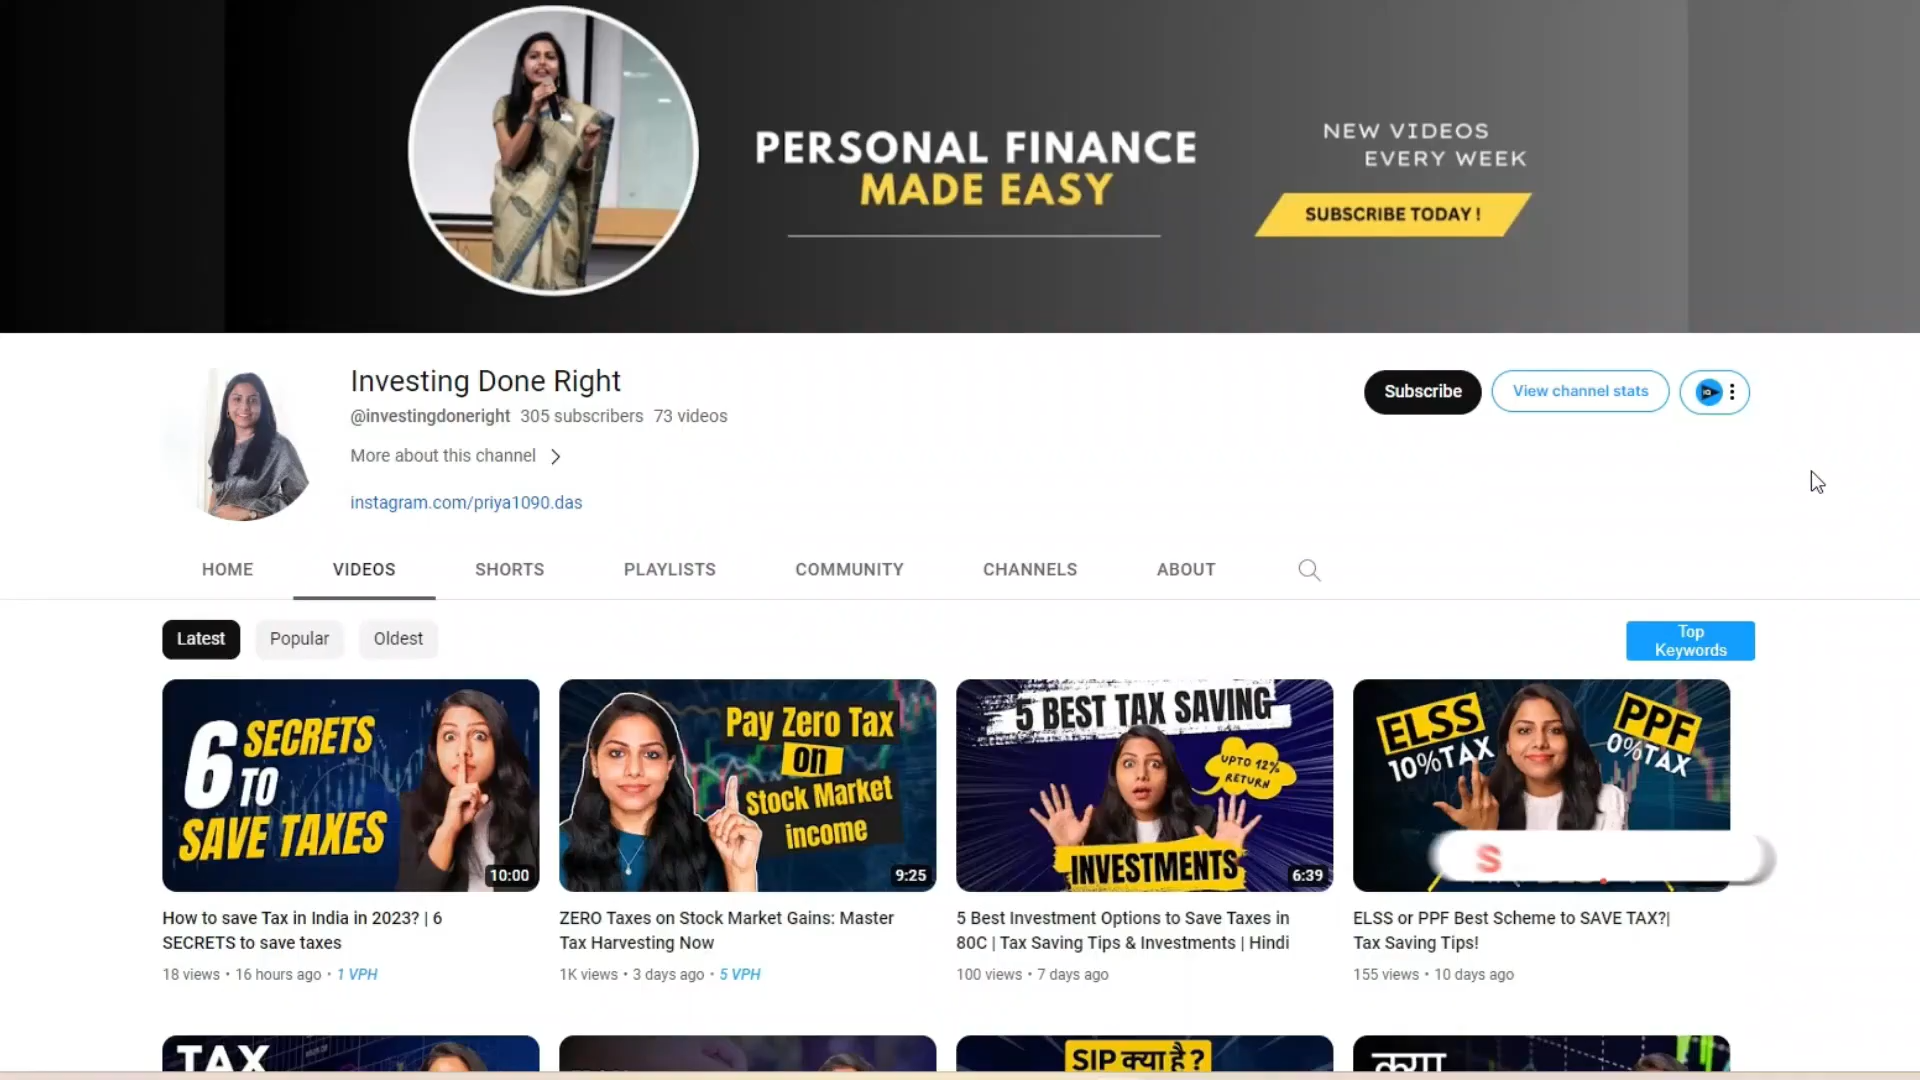 PERSONAL FINANCE
MADE EASY
NEW VIDEOS
EVERY WEEK
SUBSCRIBE TODAY !
Investing Done Right
@investingdoneright 305 subscribers 73 videos
More about this channel
instagram.com/priya1090.das
Subscribe
View channel stats
HOME VIDEOS SHORTS PLAYLISTS COMMUNITY CHANNELS ABOUT
Latest Popular Oldest
Top
Keywords
6 SECRETS
TO
SAVE TAXES
10:00
Pay Zero Tax
on
Stock Market
income
9:25
5 BEST TAX SAVING
UPTO 12%
RETURN
INVESTMENTS
6:39
ELSS
10%TAX
PPF
0%TAX
S
How to save Tax in India in 2023? | 6
SECRETS to save taxes
18 views • 16 hours ago • 1 VPH
ZERO Taxes on Stock Market Gains: Master
Tax Harvesting Now
1K views • 3 days ago • 5 VPH
5 Best Investment Options to Save Taxes in
80C | Tax Saving Tips & Investments | Hindi
100 views • 7 days ago
ELSS or PPF Best Scheme to SAVE TAX?|
Tax Saving Tips!
155 views • 10 days ago
TAX
SIP क्या है ?
क्या